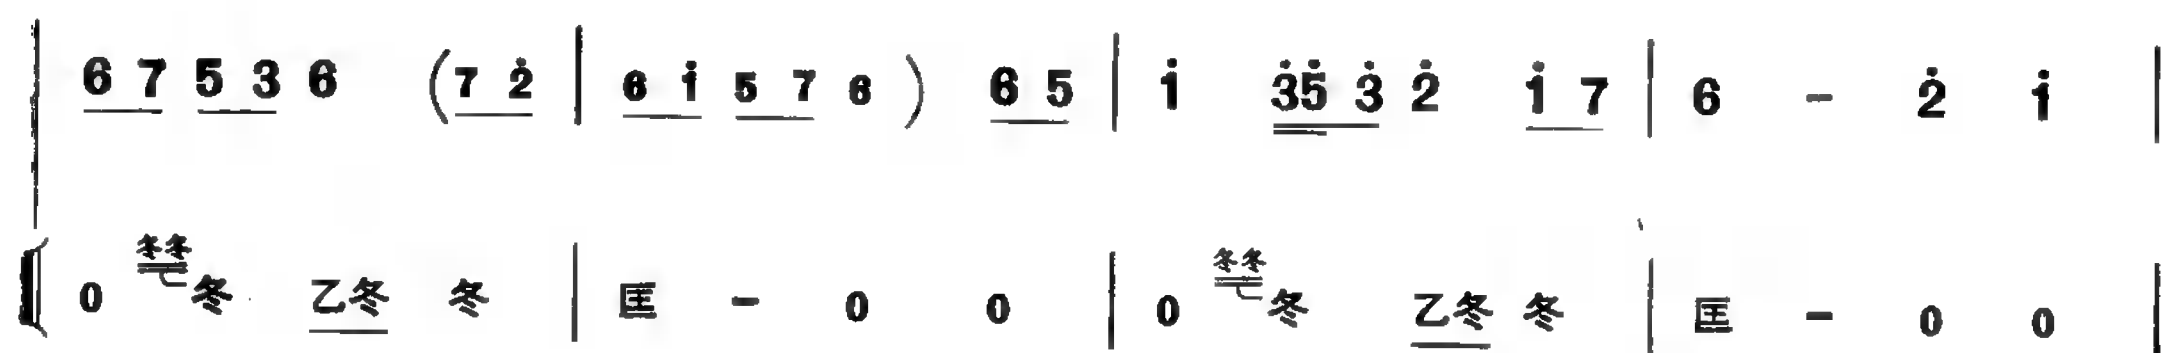 6 7 5 3 6 (7 2̇ | 6 1̇ 5 7 6 ) 6 5 | 1̇ 3̇5̇ 3̇ 2̇ 1̇ 7 | 6 - 2̇ 1̇ |
0 冬冬冬 乙冬 冬 | 匡 - 0 0 | 0 冬冬冬 乙冬 冬 | 匡 - 0 0 |